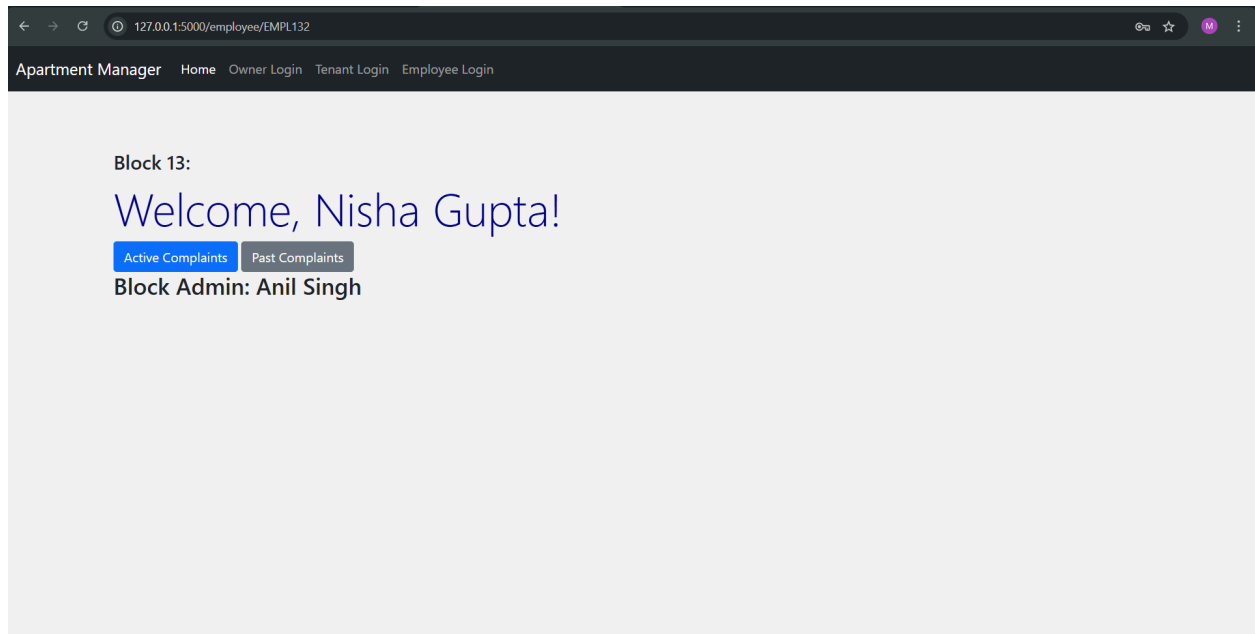 127.0.0.1:5000/employee/EMPL132
M
Apartment Manager Home Owner Login Tenant Login Employee Login
Block 13:
Welcome, Nisha Gupta!
Active Complaints Past Complaints
Block Admin: Anil Singh